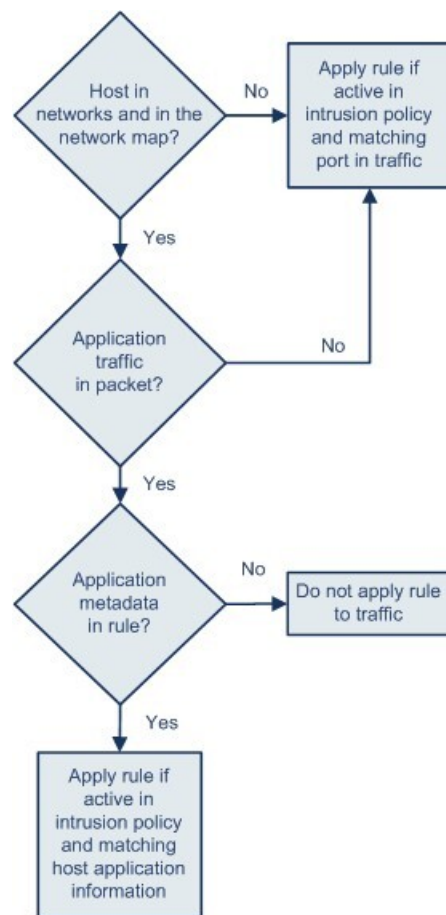 Host in
networks and in the
network map?
No
Apply rule if
active in
intrusion policy
and matching
port in traffic
Yes
Application
traffic
in packet?
No
Yes
Application
metadata
in rule?
No
Do not apply rule
to traffic
Yes
Apply rule if
active in
intrusion policy
and matching
host application
information